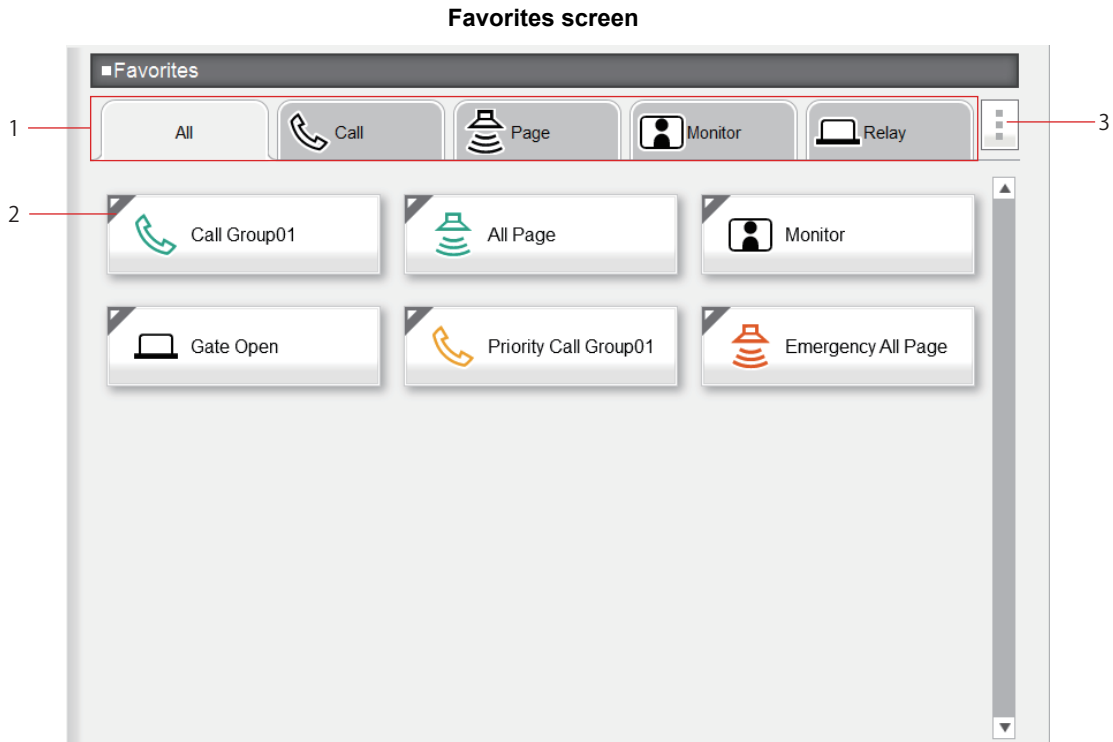 Favorites screen
■Favorites
1
All
Call
Page
Monitor
Relay
3
2
Call Group01
All Page
Monitor
Gate Open
Priority Call Group01
Emergency All Page